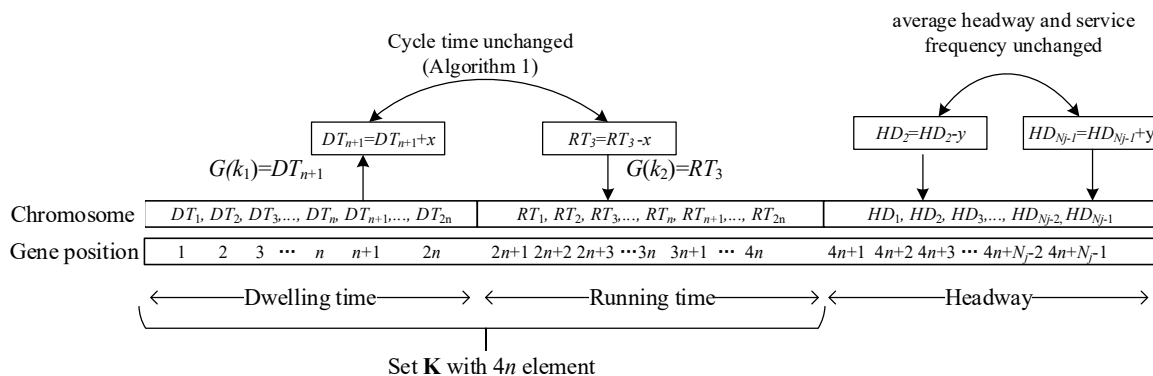 Cycle time unchanged
(Algorithm 1)
average headway and service
frequency unchanged
DTn+1=DTn+1+x
RT3=RT3-x
HD2=HD2-y
HDNj-1=HDNj-1+y
G(k1)=DTn+1
G(k2)=RT3
Chromosome DT1, DT2, DT3,..., DTn, DTn+1,..., DT2n RT1, RT2, RT3,..., RTn, RTn+1,..., RT2n HD1, HD2, HD3,..., HDNj-2, HDNj-1
Gene position 1 2 3 ··· n n+1 2n 2n+1 2n+2 2n+3 ···3n 3n+1 ··· 4n 4n+1 4n+2 4n+3 ··· 4n+Nj-2 4n+Nj-1
Dwelling time Running time Headway
Set K with 4n element